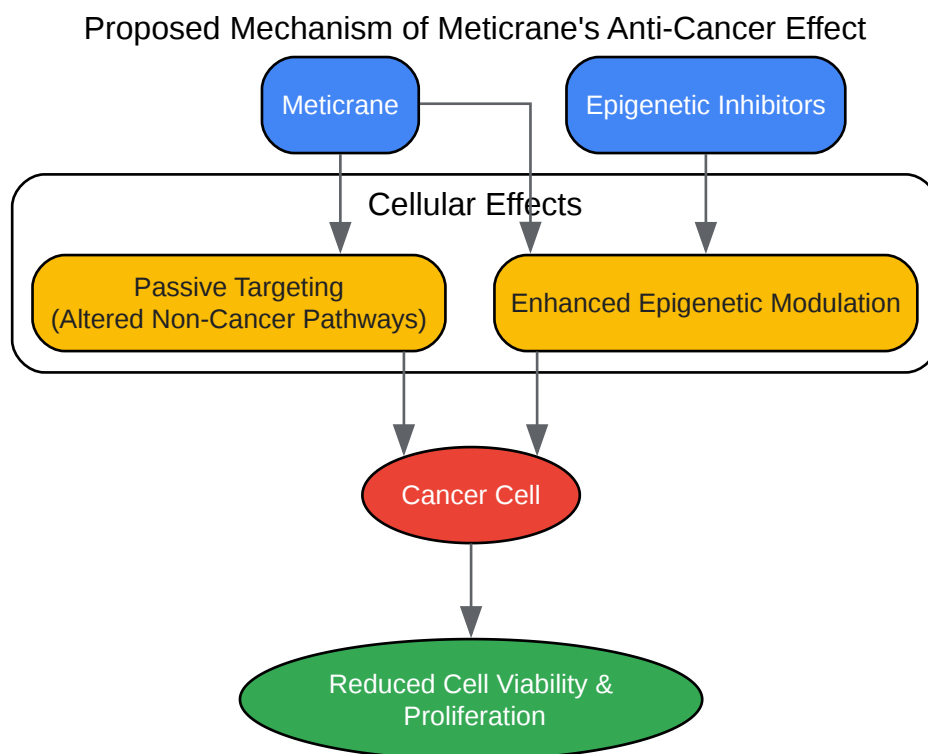 Proposed Mechanism of Meticrane's Anti-Cancer Effect
Meticrane
Epigenetic Inhibitors
Cellular Effects
Passive Targeting
(Altered Non-Cancer Pathways)
Enhanced Epigenetic Modulation
Cancer Cell
Reduced Cell Viability &
Proliferation